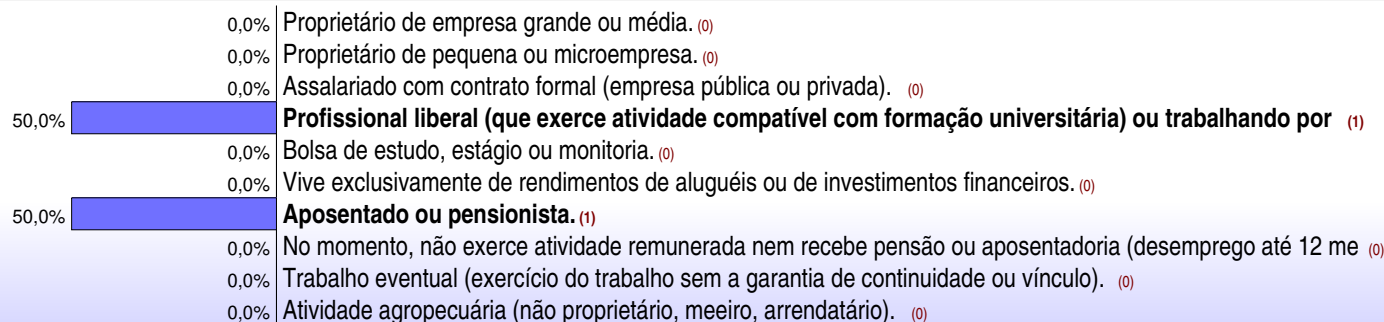 0,0% Proprietário de empresa grande ou média. (0)
0,0% Proprietário de pequena ou microempresa. (0)
0,0% Assalariado com contrato formal (empresa pública ou privada). (0)
50,0% Profissional liberal (que exerce atividade compatível com formação universitária) ou trabalhando por (1)
0,0% Bolsa de estudo, estágio ou monitoria. (0)
0,0% Vive exclusivamente de rendimentos de aluguéis ou de investimentos financeiros. (0)
50,0% Aposentado ou pensionista. (1)
0,0% No momento, não exerce atividade remunerada nem recebe pensão ou aposentadoria (desemprego até 12 me (0)
0,0% Trabalho eventual (exercício do trabalho sem a garantia de continuidade ou vínculo). (0)
0,0% Atividade agropecuária (não proprietário, meeiro, arrendatário). (0)